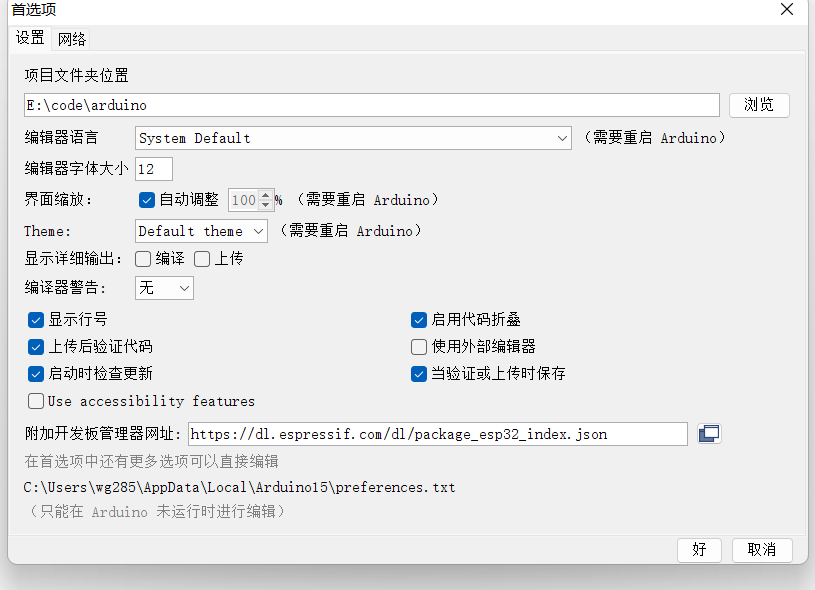 首选项
设置 网络
项目文件夹位置
E:\code\arduino 浏览
编辑器语言 System Default （需要重启 Arduino）
编辑器字体大小 12
界面缩放： 自动调整 100 % （需要重启 Arduino）
Theme: Default theme （需要重启 Arduino）
显示详细输出： 编译 上传
编译器警告: 无
显示行号 启用代码折叠
上传后验证代码 使用外部编辑器
启动时检查更新 当验证或上传时保存
Use accessibility features
附加开发板管理器网址: https://dl.espressif.com/dl/package_esp32_index.json
在首选项中还有更多选项可以直接编辑
C:\Users\wg285\AppData\Local\Arduino15\preferences.txt
（只能在 Arduino 未运行时进行编辑）
好 取消